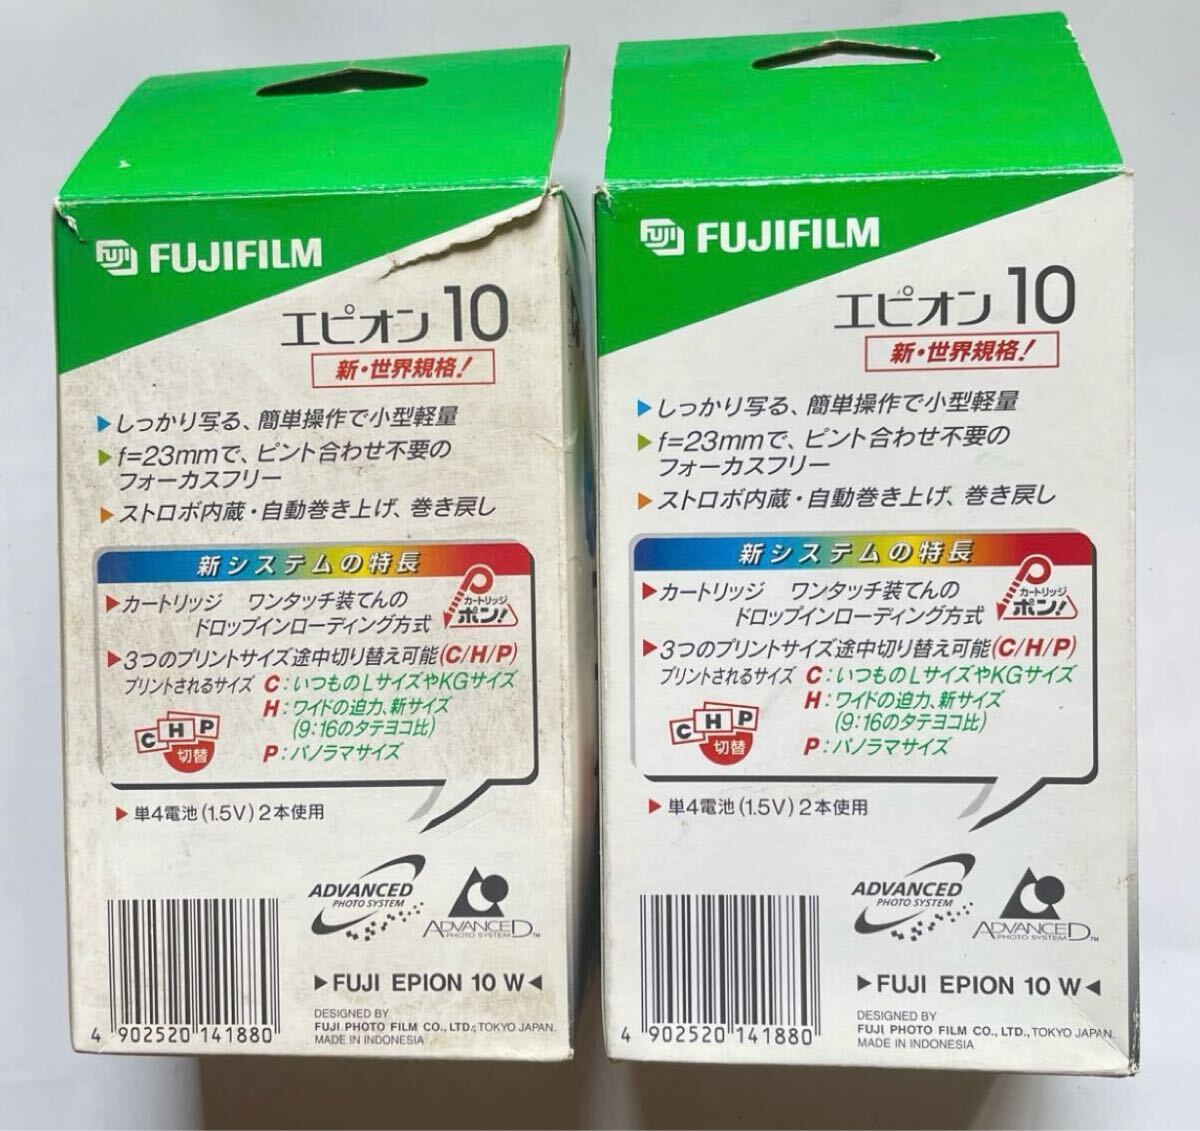 FUJI FUJIFILM
エピオン 10
新・世界規格!
しっかり写る、簡単操作で小型軽量
f=23mmで、ピント合わせ不要の
フォーカスフリー
ストロボ内蔵・自動巻き上げ、巻き戻し
新システムの特長
カートリッジ ワンタッチ装てんの
ドロップインローディング方式
カートリッジ
ポン!
3つのプリントサイズ途中切り替え可能(C/H/P)
プリントされるサイズ C:いつものLサイズやKGサイズ
H:ワイドの迫力、新サイズ
(9:16のタテヨコ比)
P:パノラマサイズ
C H P
切替
単4電池(1.5V)2本使用
ADVANCED
PHOTO SYSTEM
ADVANCED™
PHOTO SYSTEM
▶FUJI EPION 10 W◀
DESIGNED BY
FUJI PHOTO FILM CO., LTD., TOKYO JAPAN.
MADE IN INDONESIA
4 902520 141880
FUJI FUJIFILM
エピオン 10
新・世界規格!
しっかり写る、簡単操作で小型軽量
f=23mmで、ピント合わせ不要の
フォーカスフリー
ストロボ内蔵・自動巻き上げ、巻き戻し
新システムの特長
カートリッジ ワンタッチ装てんの
ドロップインローディング方式
カートリッジ
ポン!
3つのプリントサイズ途中切り替え可能(C/H/P)
プリントされるサイズ C:いつものLサイズやKGサイズ
H:ワイドの迫力、新サイズ
(9:16のタテヨコ比)
P:パノラマサイズ
C H P
切替
単4電池(1.5V)2本使用
ADVANCED
PHOTO SYSTEM
ADVANCED™
PHOTO SYSTEM
▶FUJI EPION 10 W◀
DESIGNED BY
FUJI PHOTO FILM CO., LTD., TOKYO JAPAN.
MADE IN INDONESIA
4 902520 141880